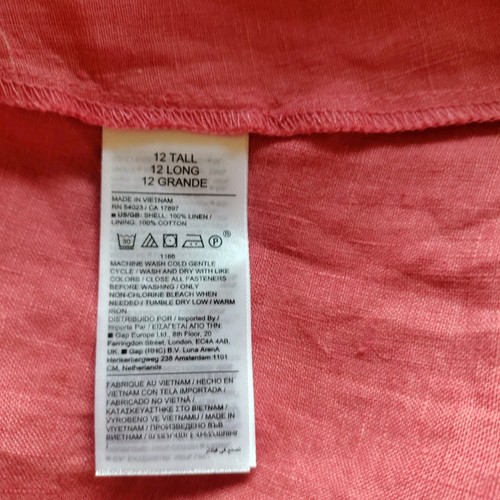 12 TALL
12 LONG
12 GRANDE
MADE IN VIETNAM
RN 54023 / CA 17897
■ US/GB: SHELL: 100% LINEN /
LINING: 100% COTTON
30 P ®
1186
MACHINE WASH COLD GENTLE
CYCLE / WASH AND DRY WITH LIKE
COLORS / CLOSE ALL FASTENERS
BEFORE WASHING / ONLY
NON-CHLORINE BLEACH WHEN
NEEDED / TUMBLE DRY LOW / WARM
IRON
DISTRIBUIDO POR / Imported By /
Importé Par / ΕΙΣΑΓΕΤΑΙ ΑΠΟ ΤΗΝ
■ Gap Europe Ltd., 8th Floor, 20
Farringdon Street, London, EC4A 4AB,
UK. ■ Gap (RHC) B.V. Luna ArenA
Herikerbergweg 238 Amsterdam 1101
CM, Netherlands
FABRIQUE AU VIETNAM / HECHO EN
VIETNAM CON TELA IMPORTADA /
FABRICADO NO VIETNÃ /
ΚΑΤΑΣΚΕΥΑΣΤΗΚΕ ΣΤΟ ΒΙΕΤΝΑΜ /
VYROBENO VE VIETNAMU / MADE IN
VIYETNAM / ПРОИЗВЕДЕНО ВЪВ
ВИЕТНАМ /